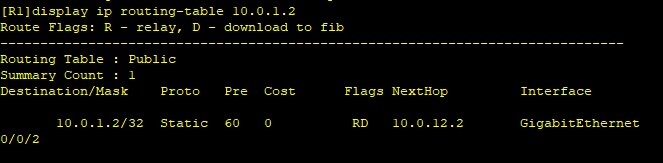 [R1]display ip routing-table 10.0.1.2
Route Flags: R - relay, D - download to fib
------------------------------------------------------------------------------
Routing Table : Public
Summary Count : 1
Destination/Mask    Proto   Pre  Cost      Flags NextHop         Interface
10.0.1.2/32  Static  60   0          RD   10.0.12.2       GigabitEthernet
0/0/2